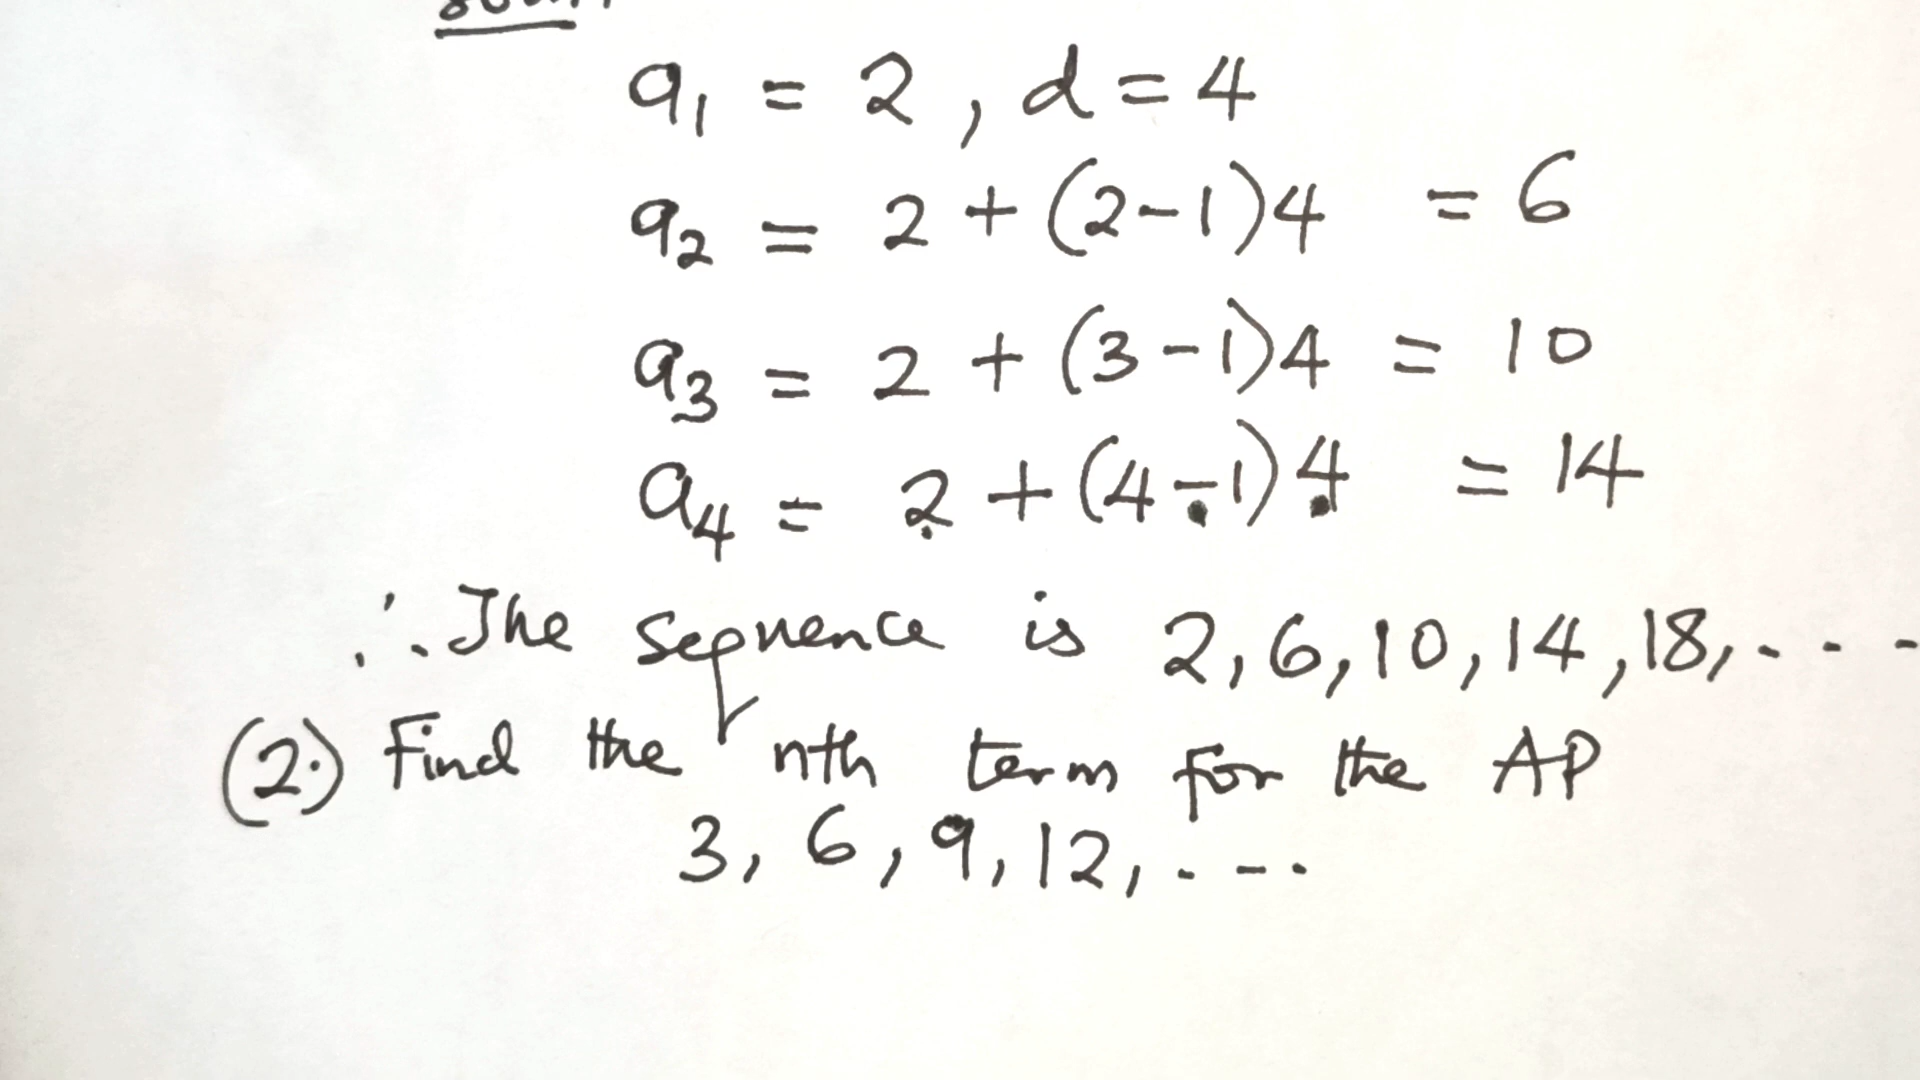 a₁ = 2, d = 4
a₂ = 2 + (2-1)4 = 6
a₃ = 2 + (3-1)4 = 10
a₄ = 2 + (4-1)4 = 14
∴ The sequence is 2, 6, 10, 14, 18, ....
(2.) Find the nth term for the AP
3, 6, 9, 12, ....